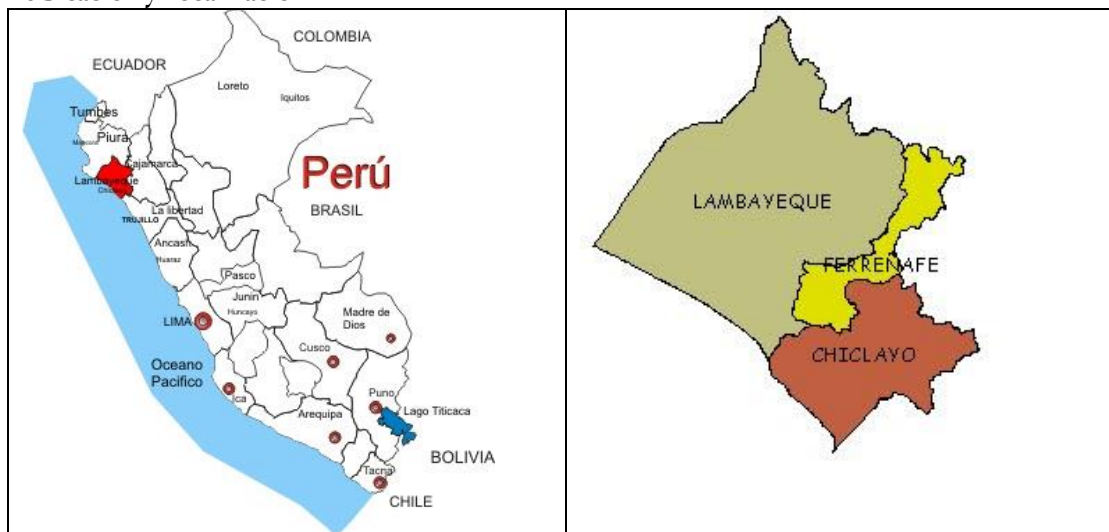 COLOMBIA
ECUADOR
Loreto
Iquitos
Tumbes
Piura
Cajamarca
Lambayeque
Perú
BRASIL
La libertad
TRUJILLO
Ancash
Huaraz
Pasco
Junin
Huncayo
LIMA
Madre de
Dios
Cusco
Oceano
Pacifico
Ica
Puno
Lago Titicaca
Arequipa
BOLIVIA
Tacna
CHILE
LAMBAYEQUE
FERREÑAFE
CHICLAYO